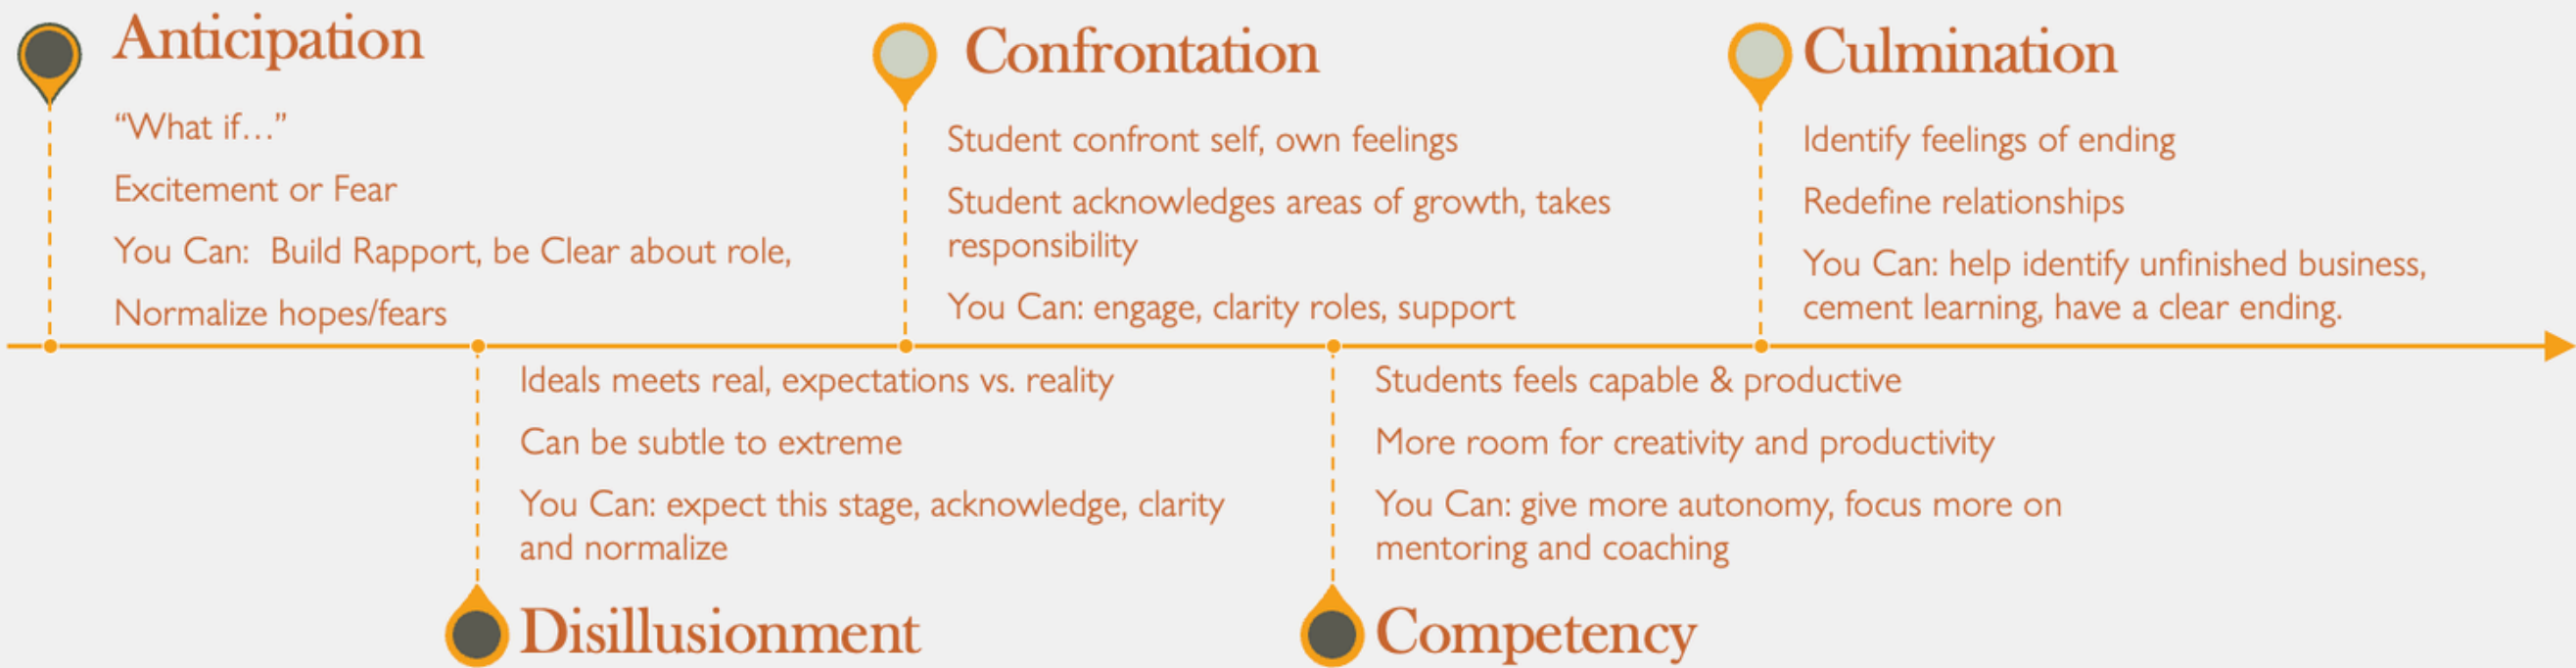 Anticipation
“What if…”
Excitement or Fear
You Can:  Build Rapport, be Clear about role,
Normalize hopes/fears
Ideals meets real, expectations vs. reality
Can be subtle to extreme
You Can: expect this stage, acknowledge, clarity
and normalize
Disillusionment
Confrontation
Student confront self, own feelings
Student acknowledges areas of growth, takes
responsibility
You Can: engage, clarity roles, support
Students feels capable & productive
More room for creativity and productivity
You Can: give more autonomy, focus more on
mentoring and coaching
Competency
Culmination
Identify feelings of ending
Redefine relationships
You Can: help identify unfinished business,
cement learning, have a clear ending.